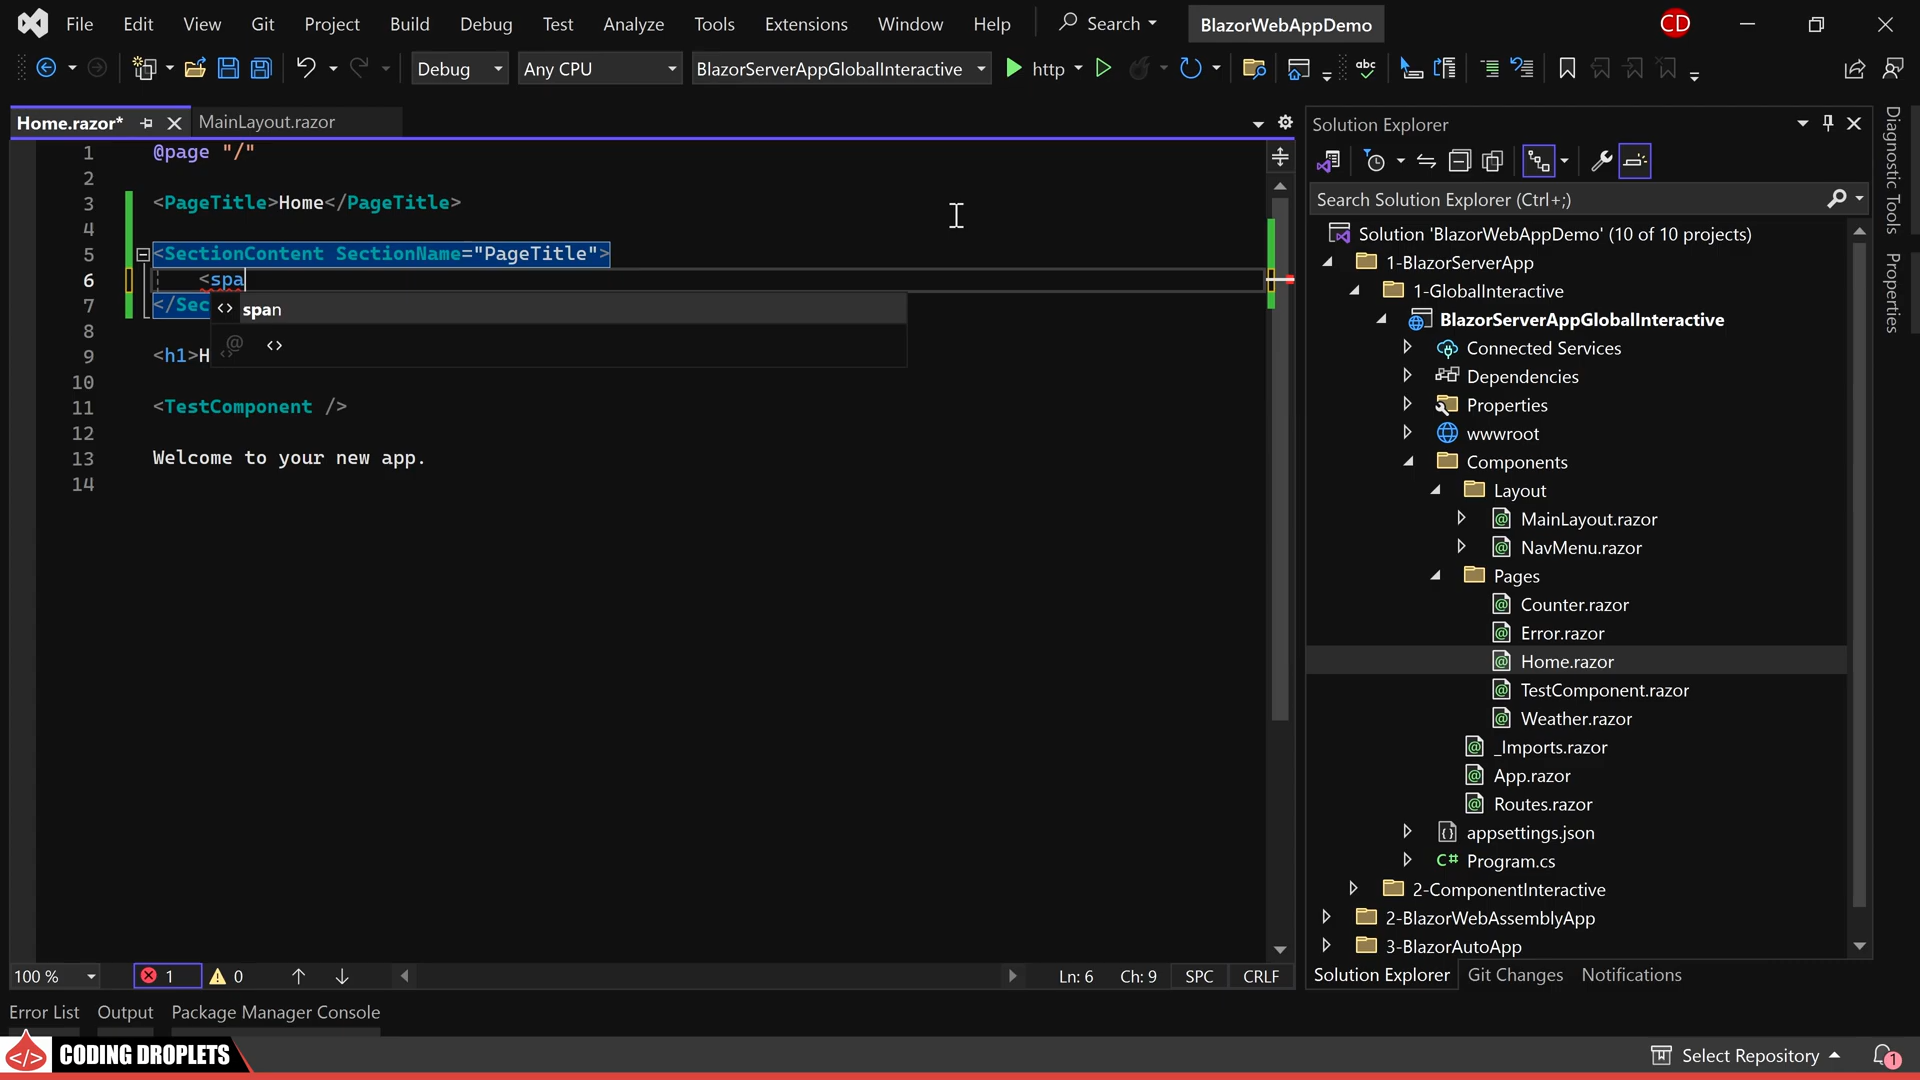 File Edit View Git Project Build Debug Test Analyze Tools Extensions Window Help Search BlazorWebAppDemo CD
Debug Any CPU BlazorServerAppGlobalInteractive http abc
Home.razor* MainLayout.razor
1 @page "/"
2
3 <PageTitle>Home</PageTitle>
4
5 <SectionContent SectionName="PageTitle">
6 <spa
7 </Sec
span
8
@ <>
9 <h1>H
10
11 <TestComponent />
12
13 Welcome to your new app.
14
100 % 1 0 Ln: 6 Ch: 9 SPC CRLF
Solution Explorer
Search Solution Explorer (Ctrl+;)
Solution 'BlazorWebAppDemo' (10 of 10 projects)
1-BlazorServerApp
1-GlobalInteractive
BlazorServerAppGlobalInteractive
Connected Services
Dependencies
Properties
wwwroot
Components
Layout
MainLayout.razor
NavMenu.razor
Pages
Counter.razor
Error.razor
Home.razor
TestComponent.razor
Weather.razor
_Imports.razor
App.razor
Routes.razor
appsettings.json
C# Program.cs
2-ComponentInteractive
2-BlazorWebAssemblyApp
3-BlazorAutoApp
Solution Explorer Git Changes Notifications
Diagnostic Tools
Properties
Error List Output Package Manager Console
</> CODING DROPLETS
Select Repository 1